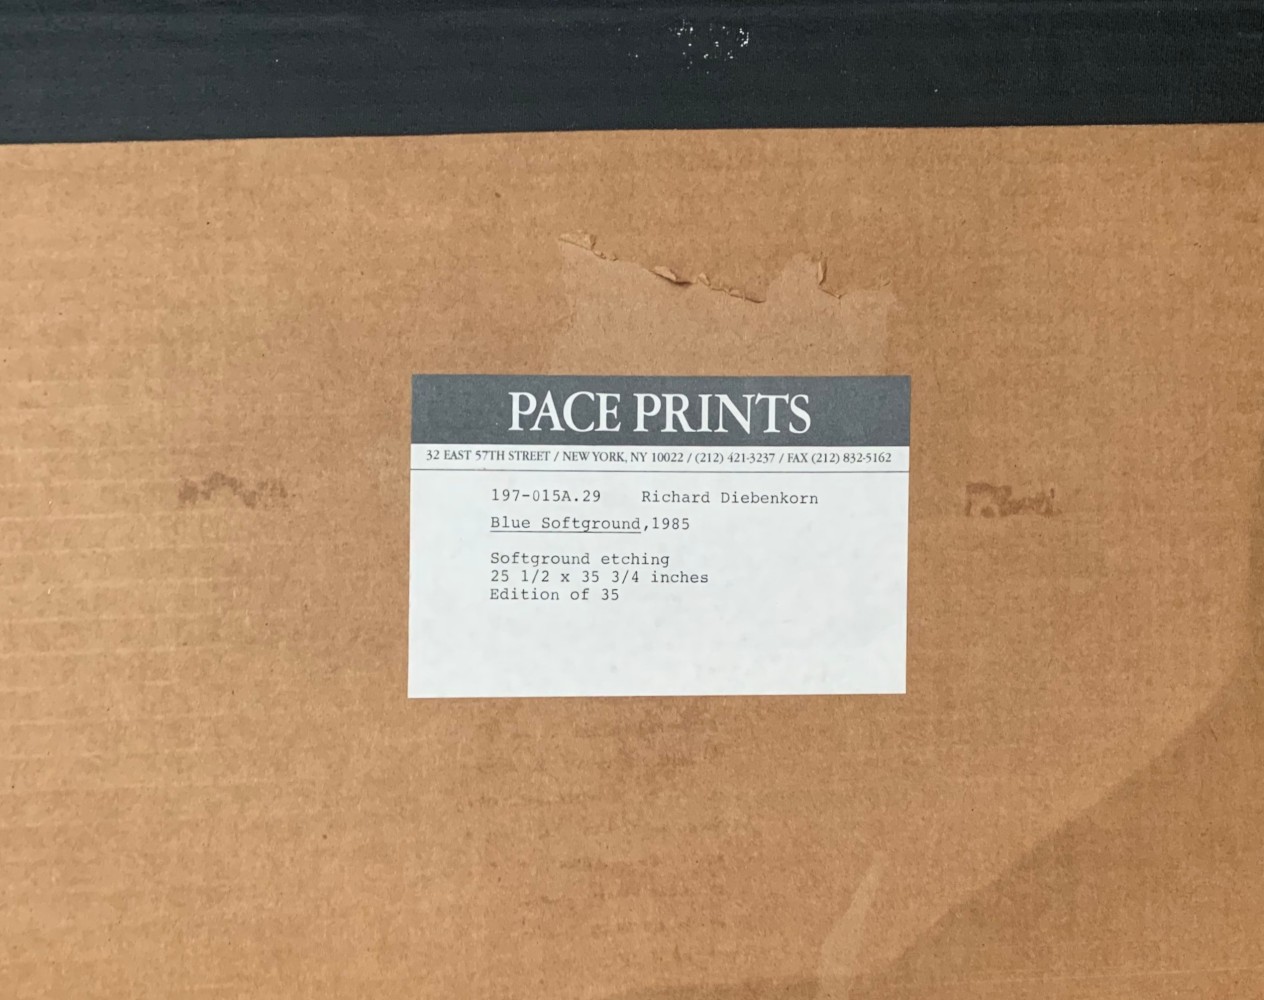 PACE PRINTS
32 EAST 57TH STREET / NEW YORK, NY 10022 / (212) 421-3237 / FAX (212) 832-5162
197-015A.29 Richard Diebenkorn
Blue Softground,1985
Softground etching
25 1/2 x 35 3/4 inches
Edition of 35